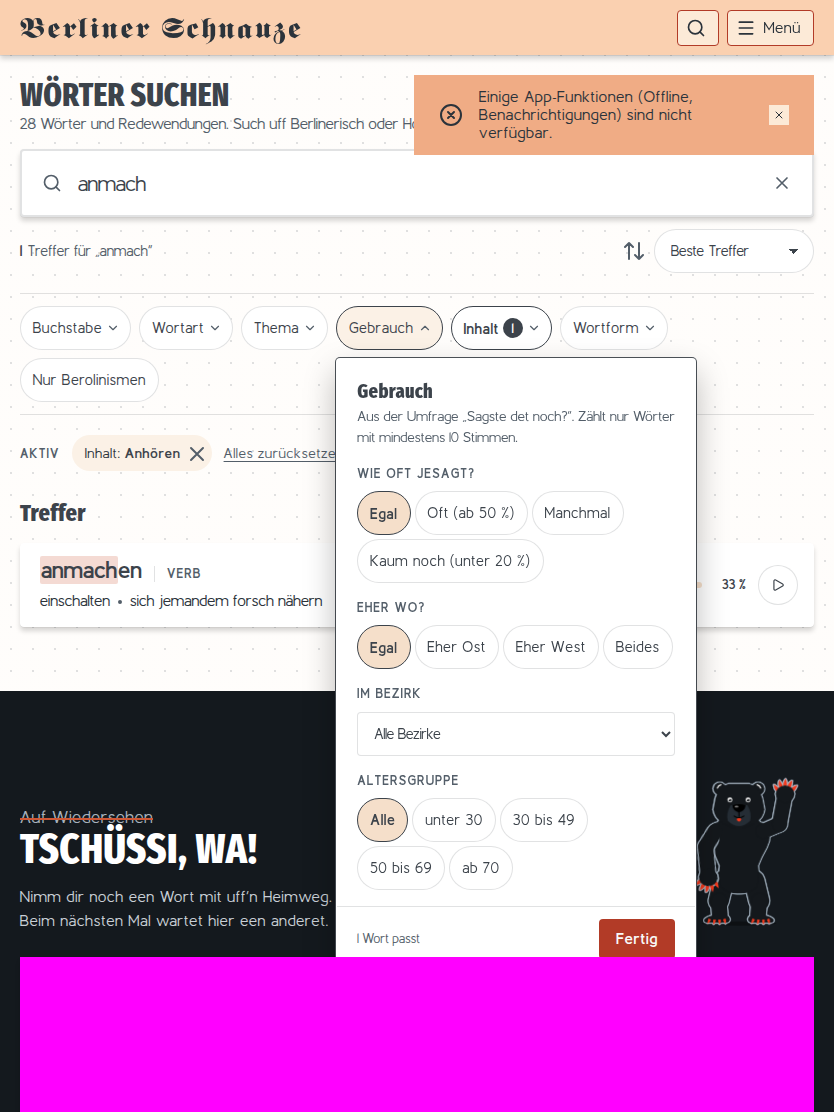 Berliner Schnauze
Menü
WÖRTER SUCHEN
28 Wörter und Redewendungen. Such uff Berlinerisch oder
Einige App-Funktionen (Offline,
Benachrichtigungen) sind nicht
verfügbar.
anmach
1 Treffer für „anmach“
Beste Treffer
Buchstabe
Wortart
Thema
Gebrauch
Inhalt 1
Wortform
Nur Berolinismen
AKTIV
Inhalt: Anhören
Alles zurücksetze
Treffer
anmachen
VERB
einschalten • sich jemandem forsch nähern
33 %
Gebrauch
Aus der Umfrage „Sagste det noch?“. Zählt nur Wörter
mit mindestens 10 Stimmen.
WIE OFT JESAGT?
Egal
Oft (ab 50 %)
Manchmal
Kaum noch (unter 20 %)
EHER WO?
Egal
Eher Ost
Eher West
Beides
IM BEZIRK
Alle Bezirke
ALTERSGRUPPE
Alle
unter 30
30 bis 49
50 bis 69
ab 70
1 Wort passt
Fertig
Auf Wiedersehen
TSCHÜSSI, WA!
Nimm dir noch een Wort mit uff’n Heimweg.
Beim nächsten Mal wartet hier een anderet.